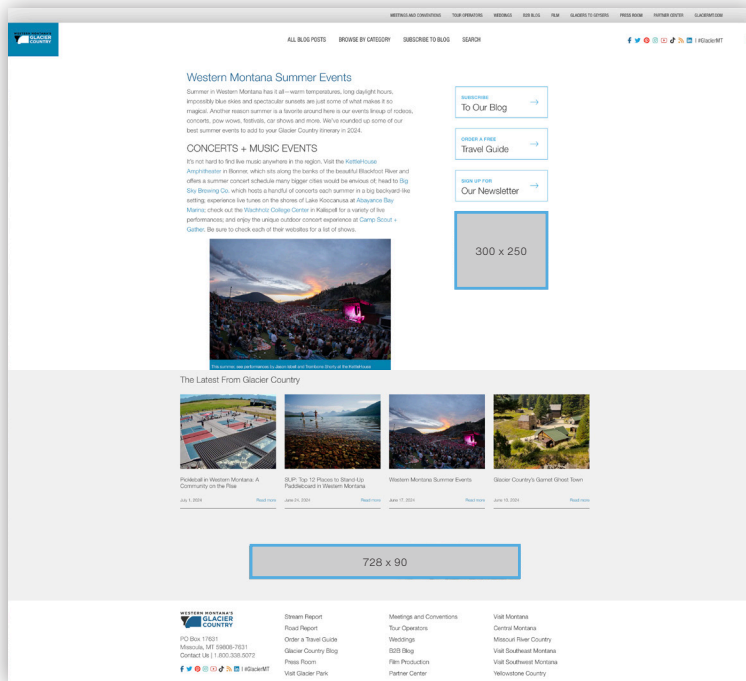 MEETINGS AND CONVENTIONS TOUR OPERATORS WEDDINGS B2B BLOG FILM GLACIERS TO GEYSERS PRESS ROOM PARTNER CENTER GLACIERMT.COM
GLACIER
COUNTRY
ALL BLOG POSTS BROWSE BY CATEGORY SUBSCRIBE TO BLOG SEARCH
| #GlacierMT
Western Montana Summer Events
Summer in Western Montana has it all—warm temperatures, long daylight hours,
impossibly blue skies and spectacular sunsets are just some of what makes it so
magical. Another reason summer is a favorite around here is our events lineup of rodeos,
concerts, pow wows, festivals, car shows and more. We've rounded up some of our
best summer events to add to your Glacier Country itinerary in 2024.
CONCERTS + MUSIC EVENTS
It's not hard to find live music anywhere in the region. Visit the KettleHouse
Amphitheater in Bonner, which sits along the banks of the beautiful Blackfoot River and
offers a summer concert schedule many bigger cities would be envious of; head to Big
Sky Brewing Co. which hosts a handful of concerts each summer in a big backyard-like
setting; experience live tunes on the shores of Lake Koocanusa at Abayance Bay
Marina; check out the Wachholz College Center in Kalispell for a variety of live
performances; and enjoy the unique outdoor concert experience at Camp Scout +
Gather. Be sure to check each of their websites for a list of shows.
This summer, see performances by Jason Isbell and Trombone Shorty at the KettleHouse
SUBSCRIBE
To Our Blog
ORDER A FREE
Travel Guide
SIGN UP FOR
Our Newsletter
300 x 250
The Latest From Glacier Country
Pickleball in Western Montana: A
Community on the Rise
July 4, 2024 Read more
SUP: Top 12 Places to Stand-Up
Paddleboard in Western Montana
June 24, 2024 Read more
Western Montana Summer Events
June 17, 2024 Read more
Glacier Country's Garnet Ghost Town
June 10, 2024 Read more
728 x 90
WESTERN MONTANA'S
GLACIER
COUNTRY
PO Box 17631
Missoula, MT 59808-7631
Contact Us | 1.800.338.5072
| #GlacierMT
Stream Report
Road Report
Order a Travel Guide
Glacier Country Blog
Press Room
Visit Glacier Park
Meetings and Conventions
Tour Operators
Weddings
B2B Blog
Film Production
Partner Center
Visit Montana
Central Montana
Missouri River Country
Visit Southeast Montana
Visit Southwest Montana
Yellowstone Country